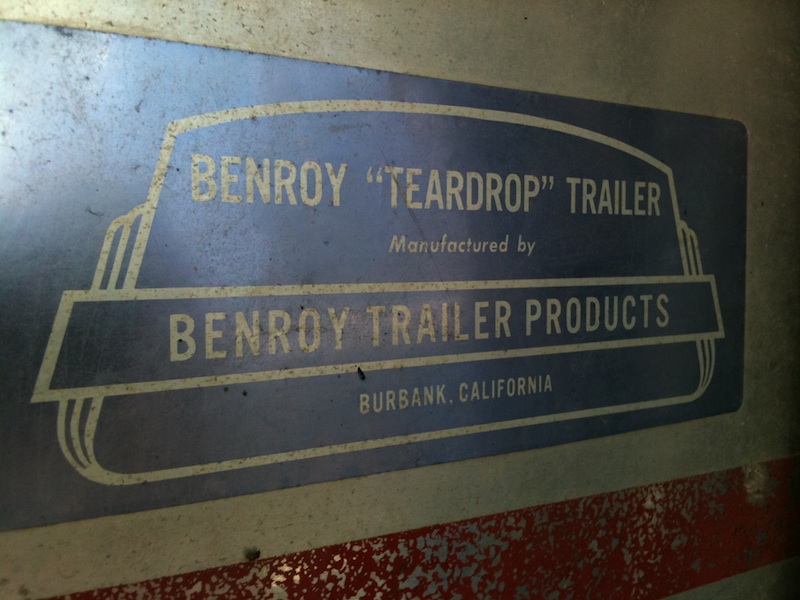 BENROY “TEARDROP” TRAILER
Manufactured by
BENROY TRAILER PRODUCTS
BURBANK, CALIFORNIA